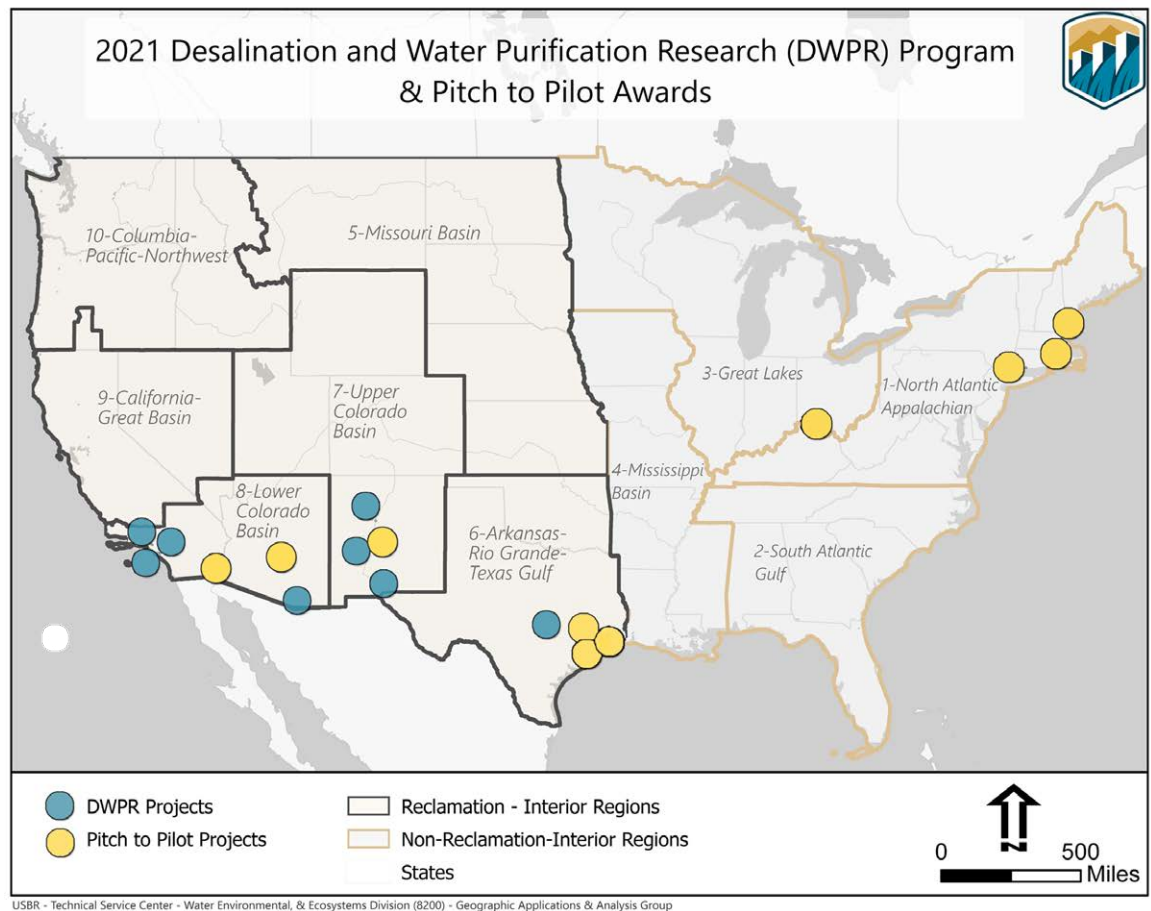 2021 Desalination and Water Purification Research (DWPR) Program
& Pitch to Pilot Awards
10-Columbia-
Pacific-Northwest
5-Missouri Basin
9-California-
Great Basin
7-Upper
Colorado
Basin
3-Great Lakes
1-North Atlantic
Appalachian
8-Lower
Colorado
Basin
4-Mississippi
Basin
6-Arkansas-
Rio Grande-
Texas Gulf
2-South Atlantic
Gulf
DWPR Projects
Pitch to Pilot Projects
Reclamation - Interior Regions
Non-Reclamation-Interior Regions
States
N
0 500
Miles
USBR - Technical Service Center - Water Environmental, & Ecosystems Division (8200) - Geographic Applications & Analysis Group